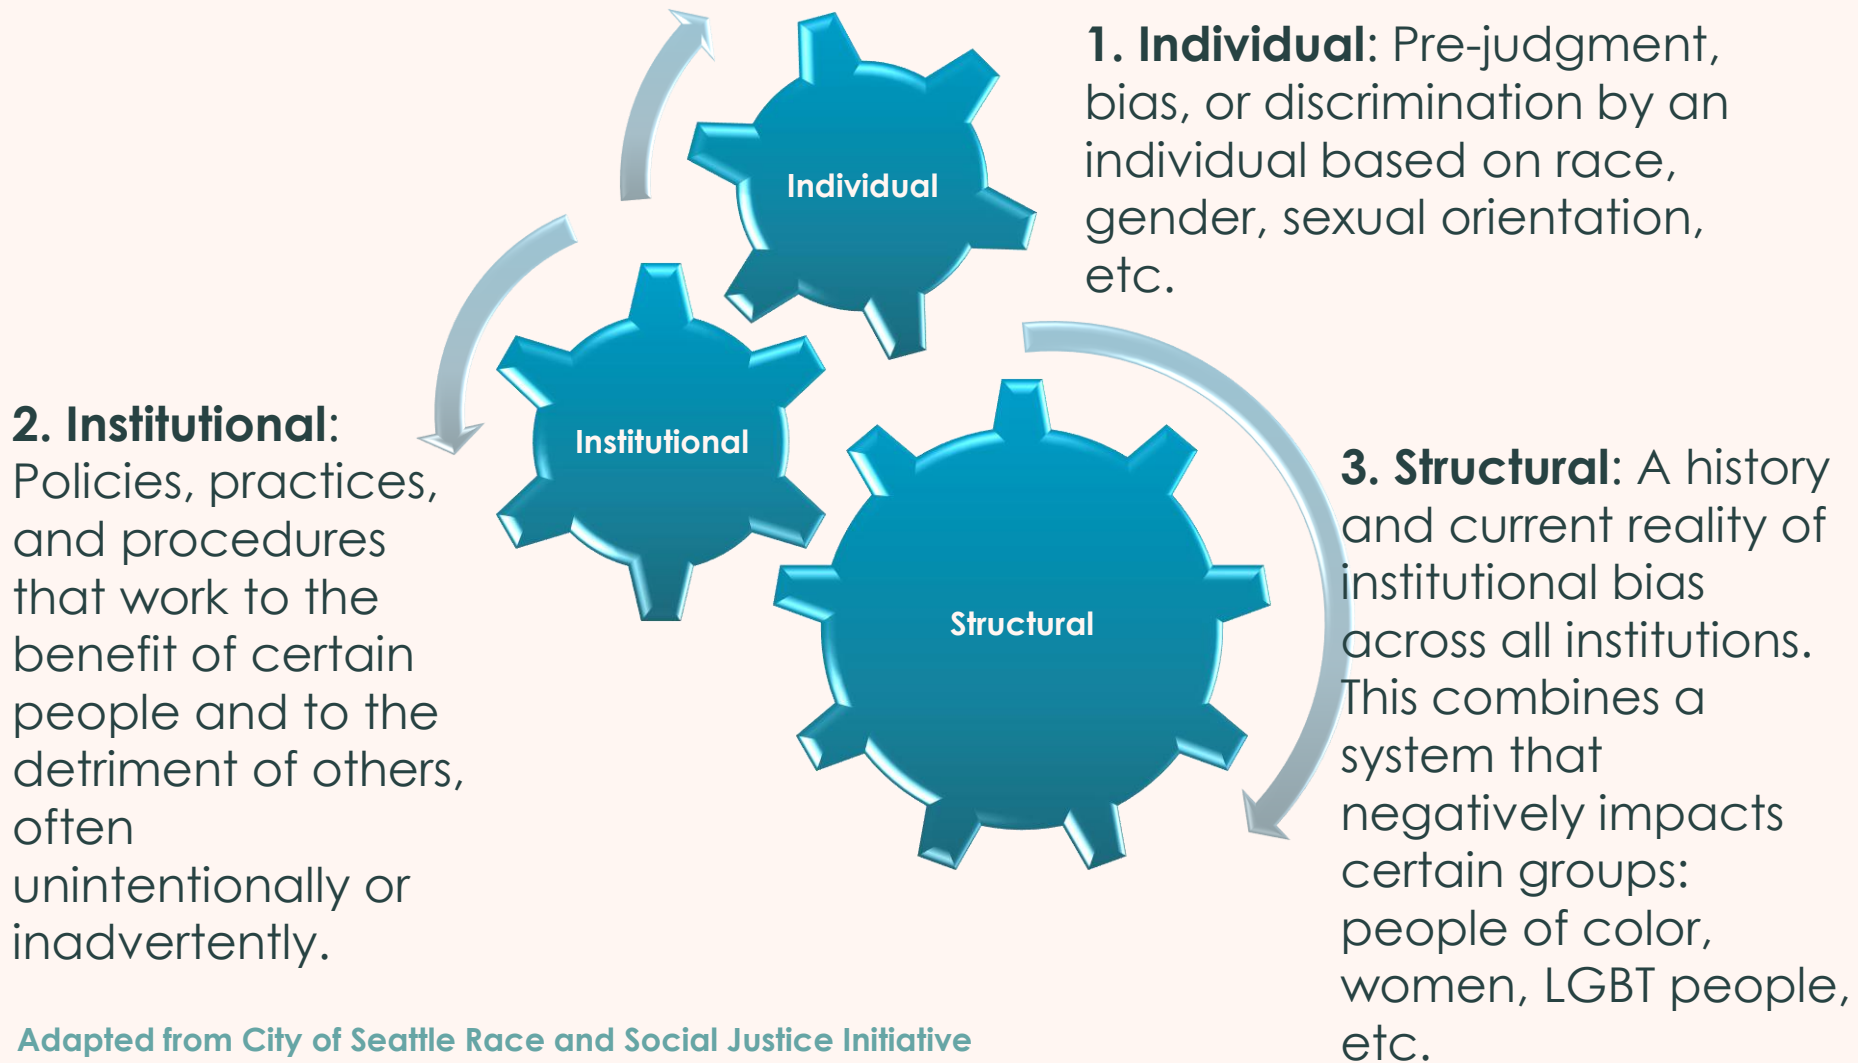 1. Individual: Pre-judgment,
bias, or discrimination by an
individual based on race,
gender, sexual orientation,
etc.
Individual
2. Institutional:
Policies, practices,
and procedures
that work to the
benefit of certain
people and to the
detriment of others,
often
unintentionally or
inadvertently.
Institutional
Structural
3. Structural: A history
and current reality of
institutional bias
across all institutions.
This combines a
system that
negatively impacts
certain groups:
people of color,
women, LGBT people,
etc.
Adapted from City of Seattle Race and Social Justice Initiative